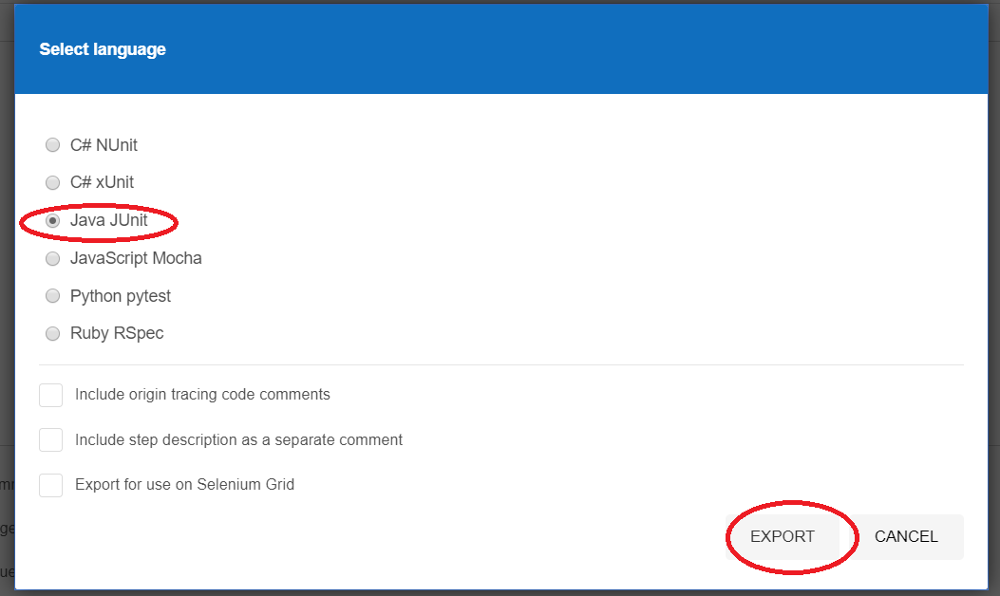 Select language
C# NUnit
C# xUnit
Java JUnit
JavaScript Mocha
Python pytest
Ruby RSpec
Include origin tracing code comments
Include step description as a separate comment
Export for use on Selenium Grid
EXPORT CANCEL